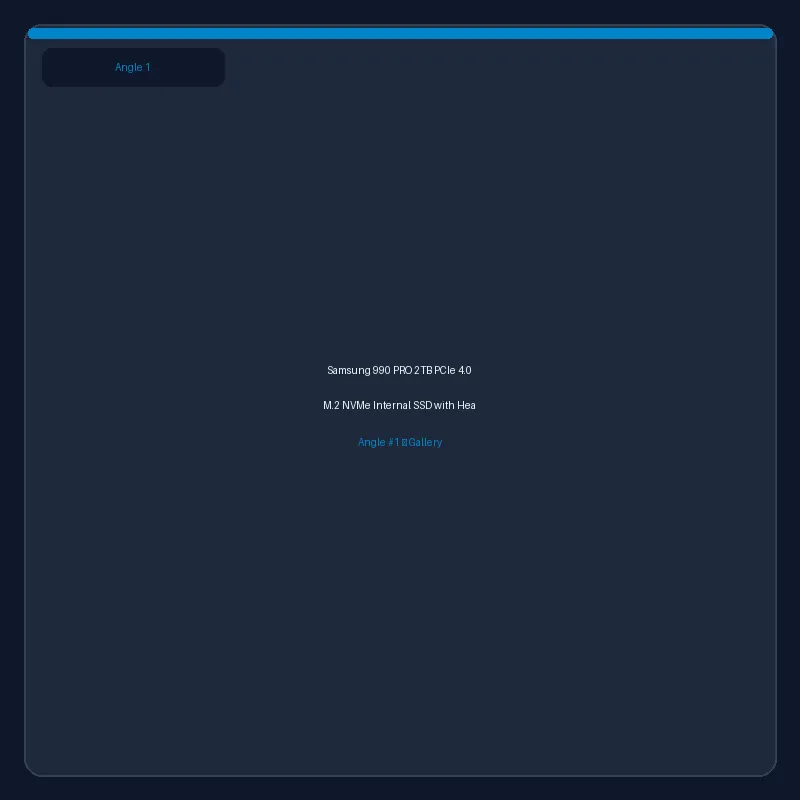 Angle 1
Samsung 990 PRO 2TB PCIe 4.0
M.2 NVMe Internal SSD with Hea
Angle #1 Gallery